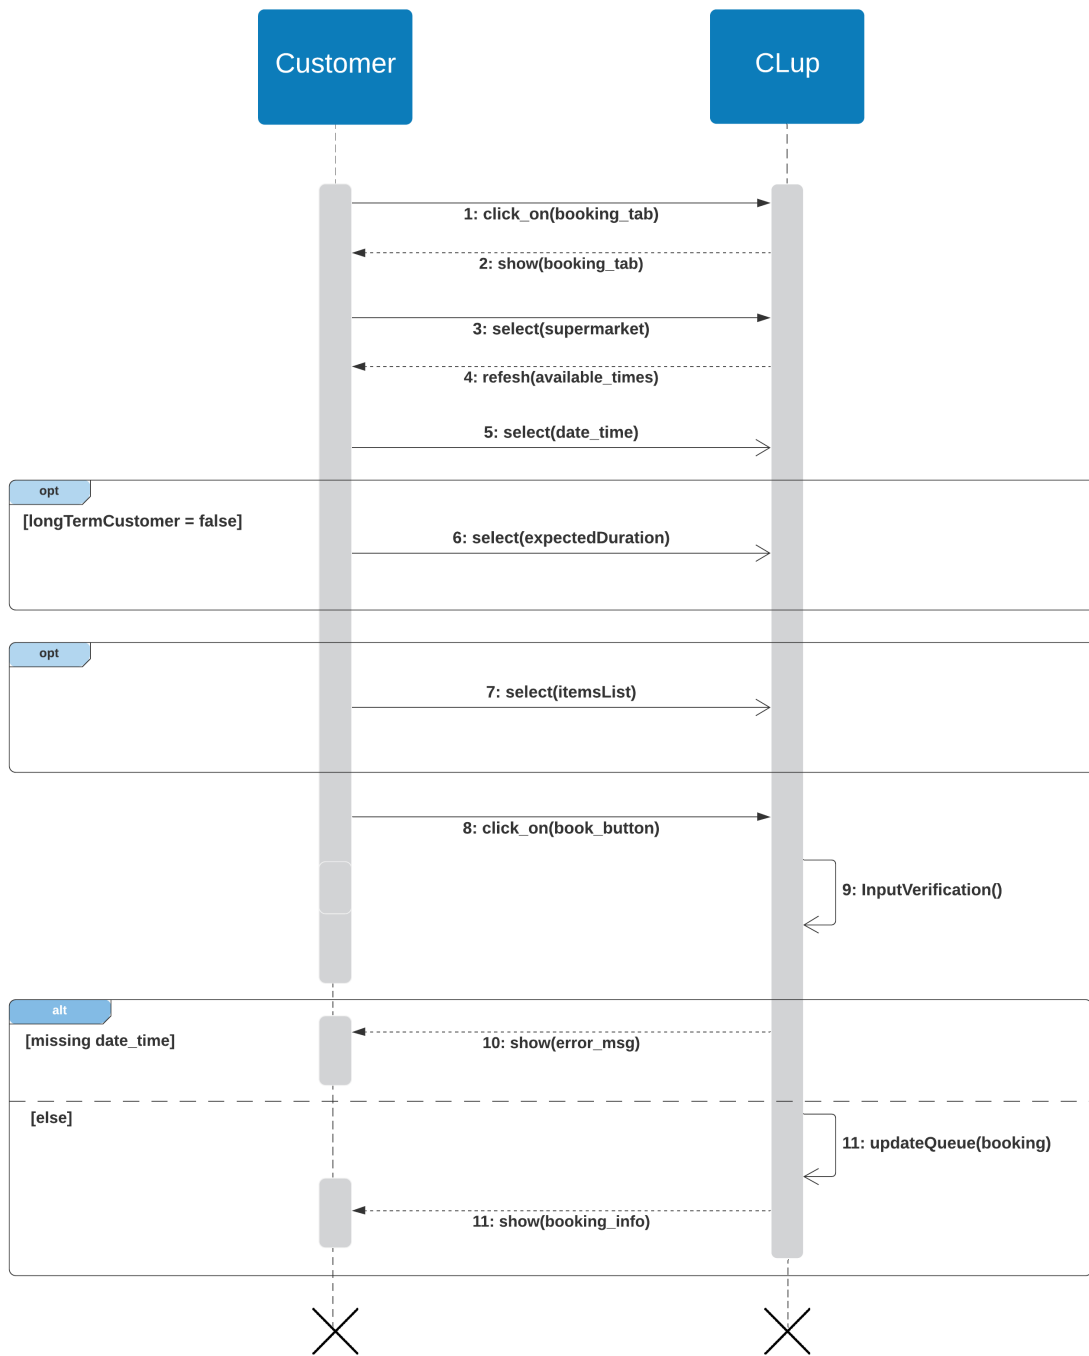 Customer
CLup
1: click_on(booking_tab)
2: show(booking_tab)
3: select(supermarket)
4: refesh(available_times)
5: select(date_time)
opt
[longTermCustomer = false]
6: select(expectedDuration)
opt
7: select(itemsList)
8: click_on(book_button)
9: InputVerification()
alt
[missing date_time]
10: show(error_msg)
[else]
11: updateQueue(booking)
11: show(booking_info)